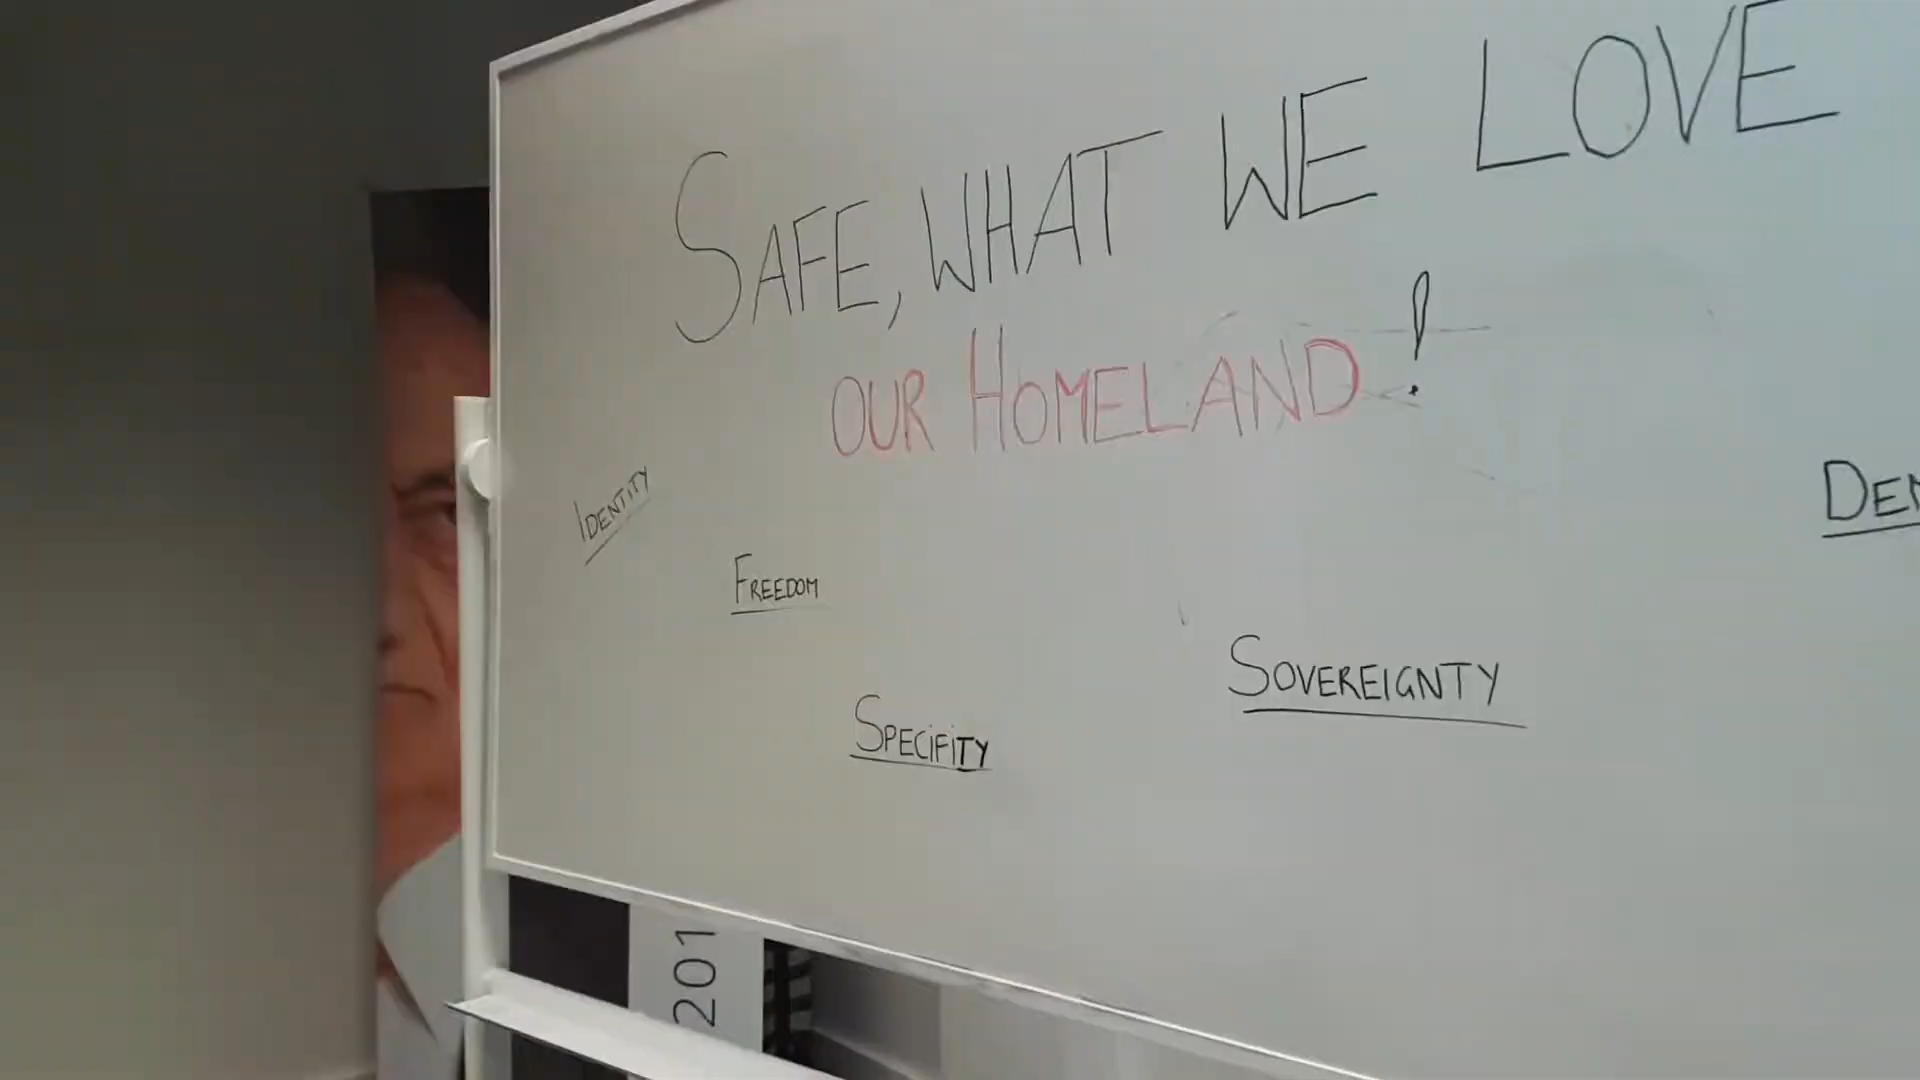 SAFE, WHAT WE LOVE
OUR HOMELAND!
IDENTITY
FREEDOM
SPECIFITY
SOVEREIGNTY
201